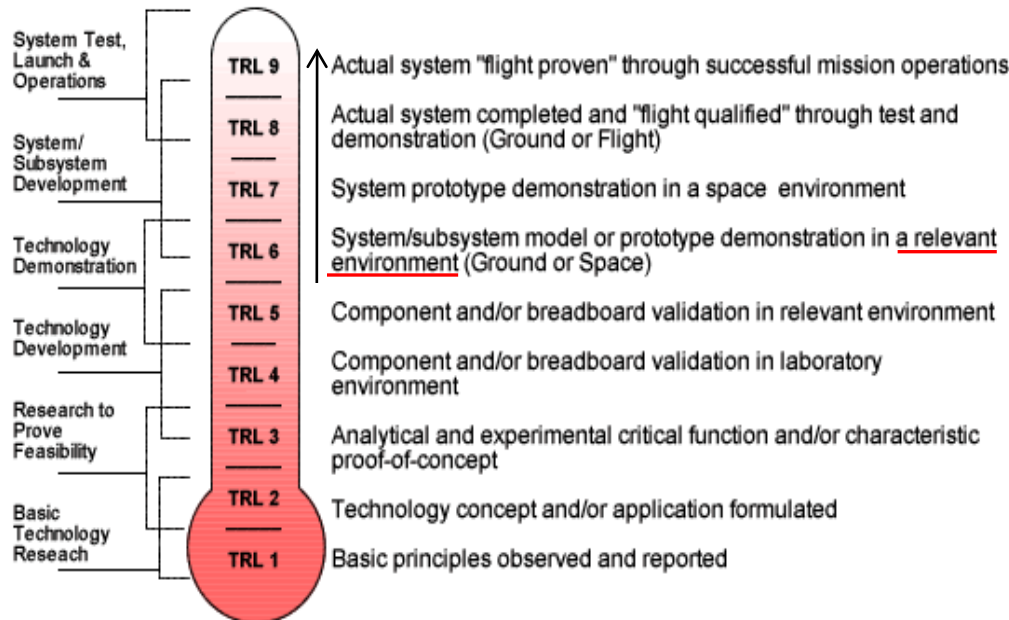 System Test,
Launch &
Operations
System/
Subsystem
Development
Technology
Demonstration
Technology
Development
Research to
Prove
Feasibility
Basic
Technology
Reseach
TRL 9
TRL 8
TRL 7
TRL 6
TRL 5
TRL 4
TRL 3
TRL 2
TRL 1
Actual system "flight proven" through successful mission operations
Actual system completed and "flight qualified" through test and
demonstration (Ground or Flight)
System prototype demonstration in a space environment
System/subsystem model or prototype demonstration in a relevant
environment (Ground or Space)
Component and/or breadboard validation in relevant environment
Component and/or breadboard validation in laboratory
environment
Analytical and experimental critical function and/or characteristic
proof-of-concept
Technology concept and/or application formulated
Basic principles observed and reported